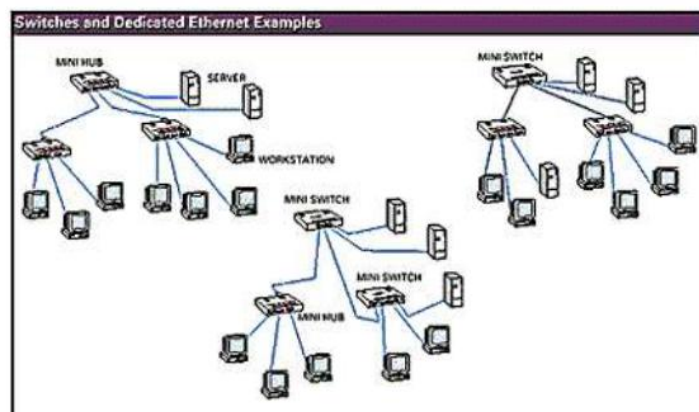 Switches and Dedicated Ethernet Examples
MINI HUB
SERVER
WORKSTATION
MINI SWITCH
MINI SWITCH
MINI SWITCH
MINI HUB